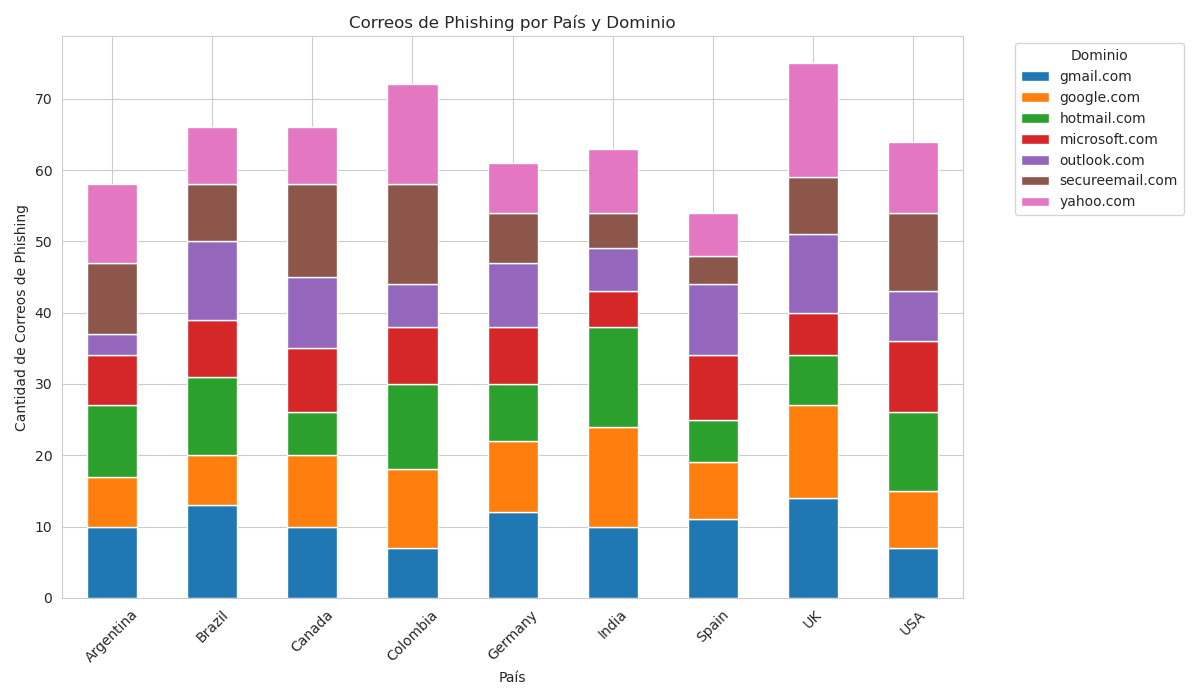 Correos de Phishing por País y Dominio
Cantidad de Correos de Phishing
70
60
50
40
30
20
10
0
Argentina
Brazil
Canada
Colombia
Germany
India
Spain
UK
USA
País
Dominio
gmail.com
google.com
hotmail.com
microsoft.com
outlook.com
secureemail.com
yahoo.com